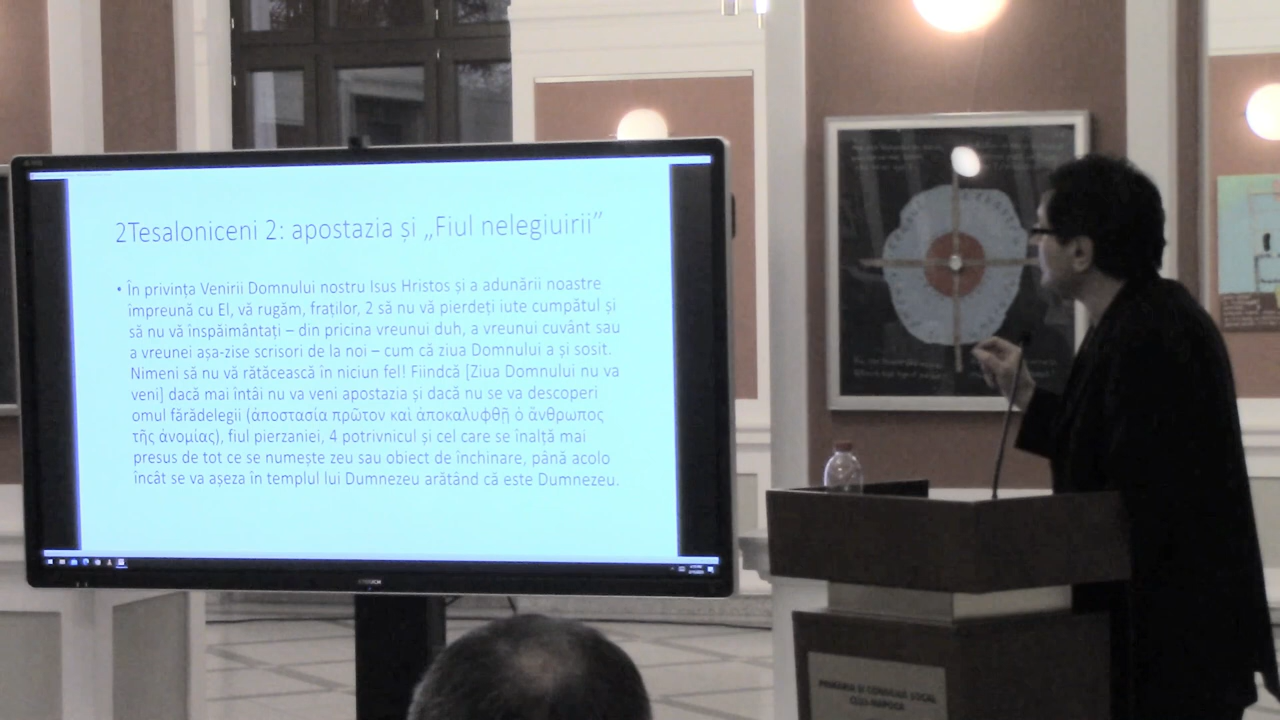 2Tesaloniceni 2: apostazia și „Fiul nelegiuirii”
• În privința Venirii Domnului nostru Isus Hristos și a adunării noastre
împreună cu El, vă rugăm, fraților, 2 să nu vă pierdeți iute cumpătul și
să nu vă înspăimântați – din pricina vreunui duh, a vreunui cuvânt sau
a vreunei așa-zise scrisori de la noi – cum că ziua Domnului a și sosit.
Nimeni să nu vă rătăcească în niciun fel! Fiindcă [Ziua Domnului nu va
veni] dacă mai întâi nu va veni apostazia și dacă nu se va descoperi
omul fărădelegii (ἀποστασία πρῶτον καὶ ἀποκαλυφθῇ ὁ ἄνθρωπος
τῆς ἀνομίας), fiul pierzaniei, 4 potrivnicul și cel care se înalță mai
presus de tot ce se numește zeu sau obiect de închinare, până acolo
încât se va așeza în templul lui Dumnezeu arătând că este Dumnezeu.
PRIMĂRIA ȘI CONSILIUL LOCAL
CLUJ-NAPOCA